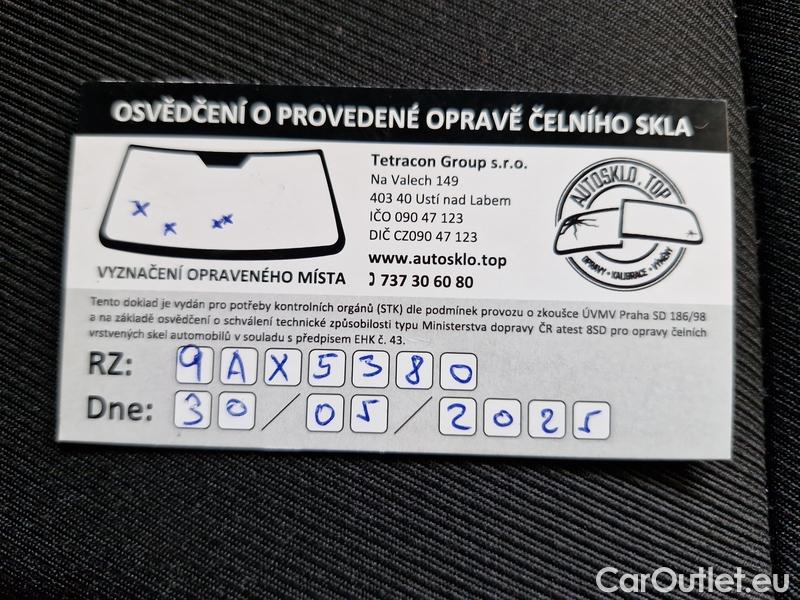 OSVĚDČENÍ O PROVEDENÉ OPRAVĚ ČELNÍHO SKLA
X X X X
VYZNAČENÍ OPRAVENÉHO MÍSTA
Tetracon Group s.r.o.
Na Valech 149
403 40 Ustí nad Labem
IČO 090 47 123
DIČ CZ090 47 123
www.autosklo.top
737 30 60 80
AUTOSKLO.TOP
OPRAVY • KALIBRACE • VÝMĚNY
Tento doklad je vydán pro potřeby kontrolních orgánů (STK) dle podmínek provozu o zkoušce ÚVMV Praha SD 186/98
a na základě osvědčení o schválení technické způsobilosti typu Ministerstva dopravy ČR atest 8SD pro opravy čelních
vrstvených skel automobilů v souladu s předpisem EHK č. 43.
RZ: 9AX5380
Dne: 30/05/2025
CarOutlet.eu